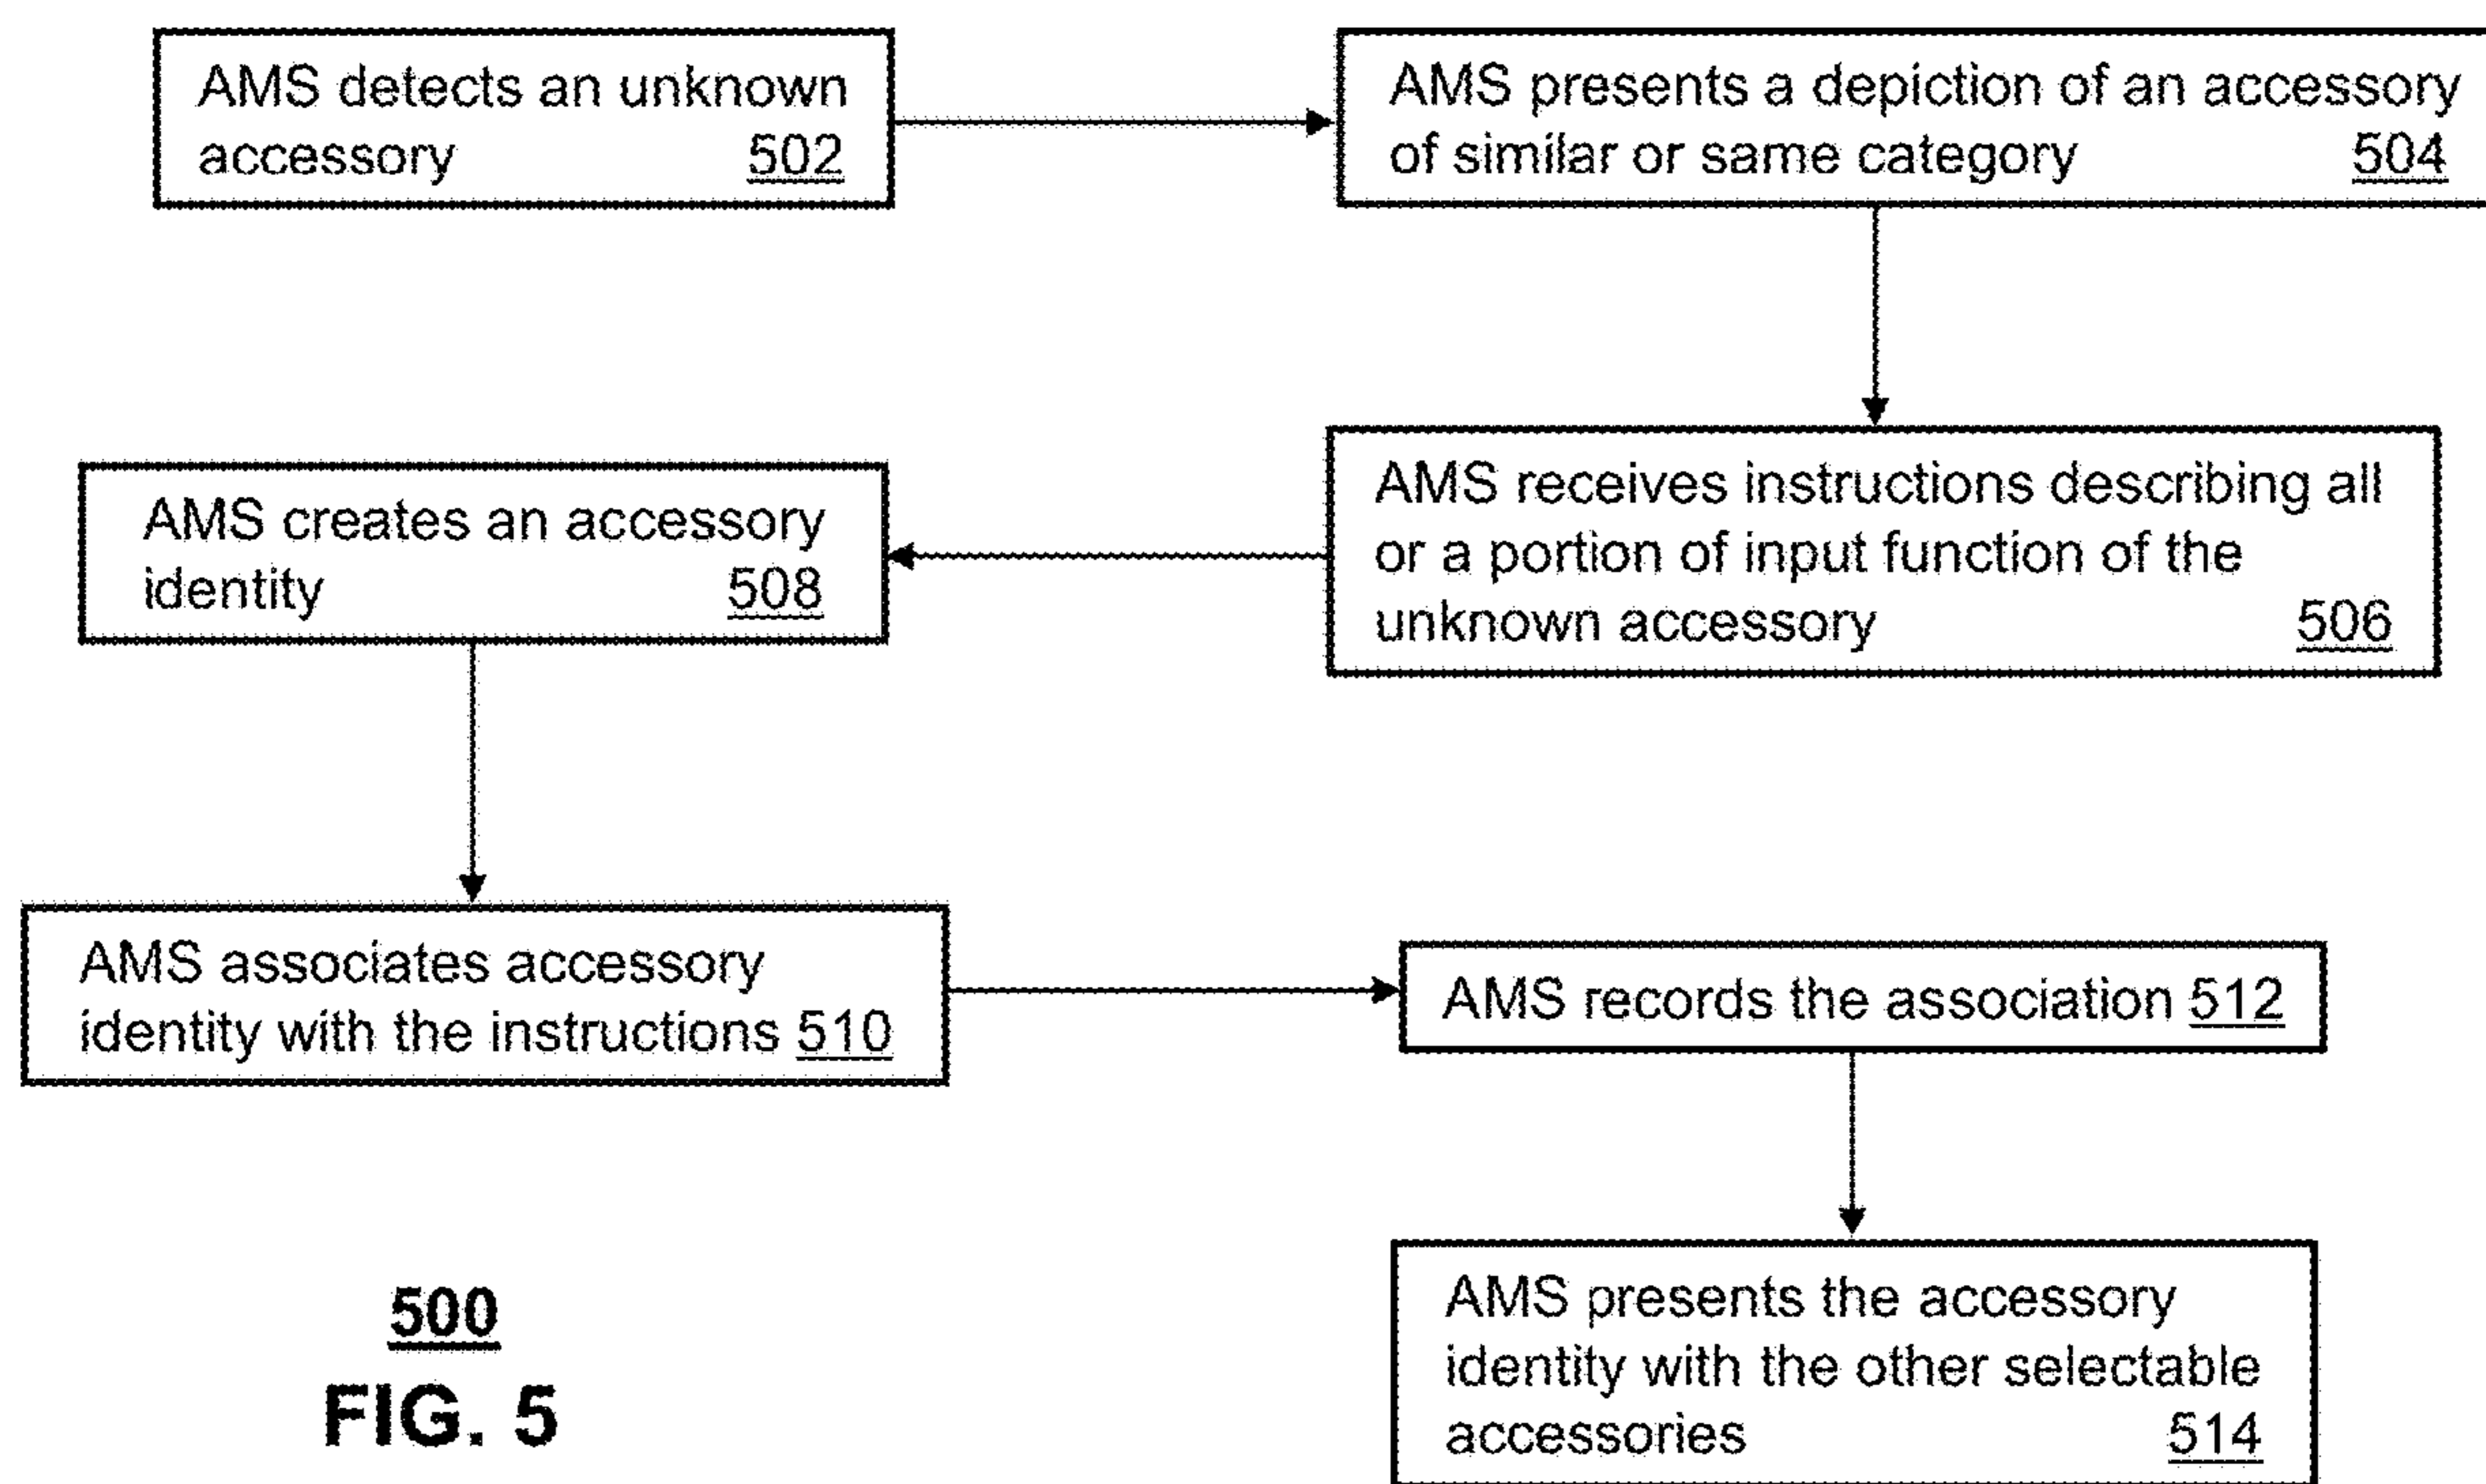 AMS detects an unknown
accessory 502
AMS presents a depiction of an accessory
of similar or same category 504
AMS receives instructions describing all
or a portion of input function of the
unknown accessory 506
AMS creates an accessory
identity 508
AMS associates accessory
identity with the instructions 510
AMS records the association 512
AMS presents the accessory
identity with the other selectable
accessories 514
500
FIG. 5